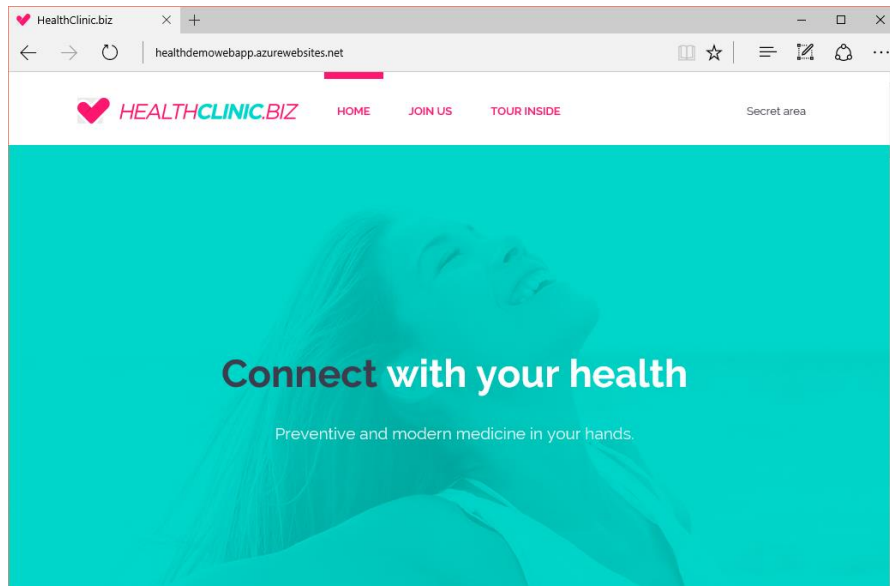 HealthClinic.biz
healthdemowebapp.azurewebsites.net
HEALTHCLINIC.BIZ HOME JOIN US TOUR INSIDE Secret area
Connect with your health
Preventive and modern medicine in your hands.